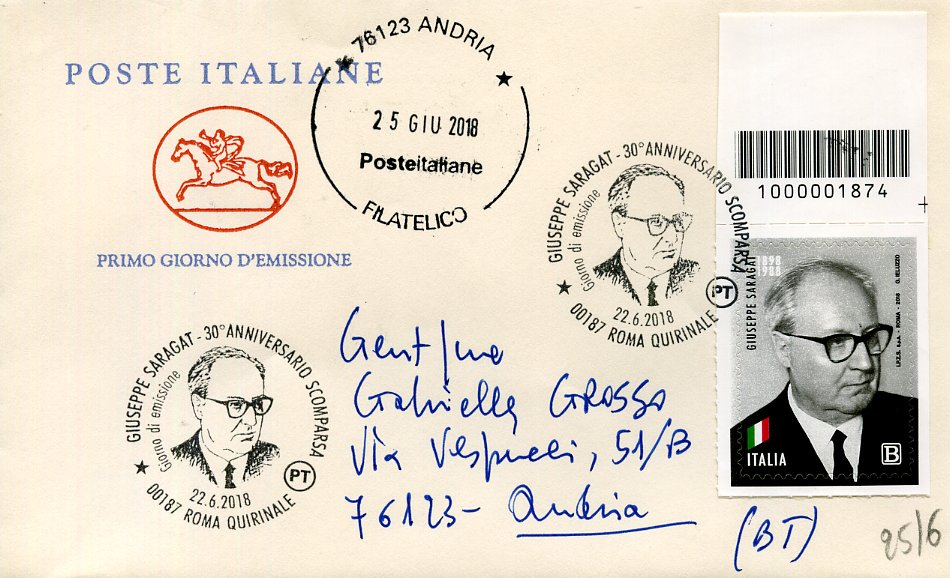 76123 ANDRIA
25 GIU 2018
Posteitaliane
FILATELICO
POSTE ITALIANE
PRIMO GIORNO D'EMISSIONE
GIUSEPPE SARAGAT - 30° ANNIVERSARIO SCOMPARSA
Giorno di emissione
22.6.2018
00187 ROMA QUIRINALE
PT
1000001874
GIUSEPPE SARAGAT
1898
1988
I.P.Z.S. S.p.A. - ROMA - 2018
G. IELUZZO
ITALIA
B
GIUSEPPE SARAGAT - 30° ANNIVERSARIO SCOMPARSA
Giorno di emissione
22.6.2018
00187 ROMA QUIRINALE
PT
Gent/ma
Gabriella GROSSO
Via Vespucci, 51/B
76123 - Andria
(BT)
25/6